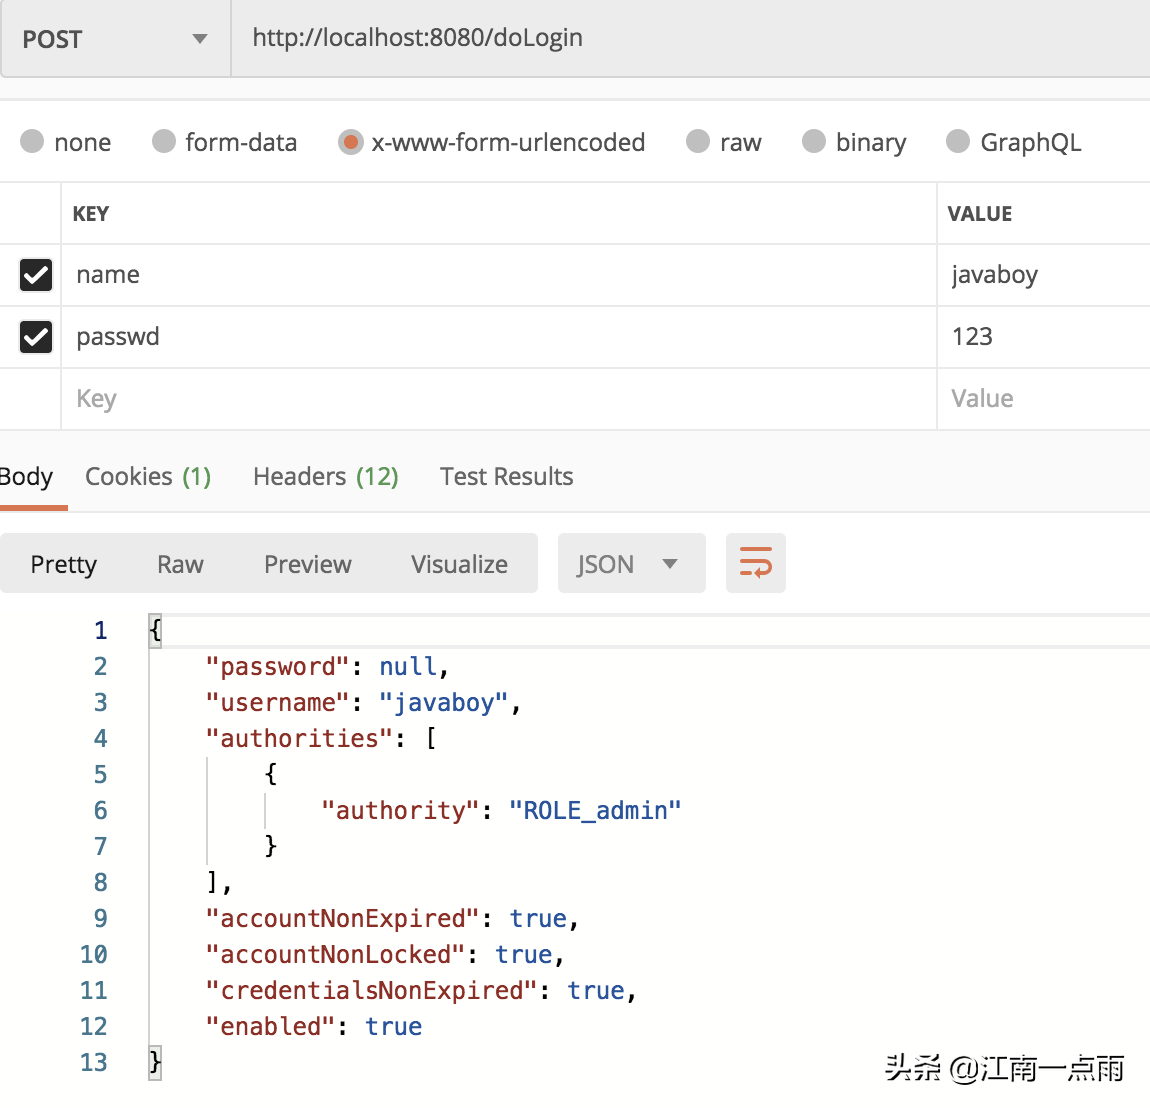 POST http://localhost:8080/doLogin
none form-data x-www-form-urlencoded raw binary GraphQL
KEY VALUE
name javaboy
passwd 123
Key Value
Body Cookies (1) Headers (12) Test Results
Pretty Raw Preview Visualize JSON
1 {
2 "password": null,
3 "username": "javaboy",
4 "authorities": [
5 {
6 "authority": "ROLE_admin"
7 }
8 ],
9 "accountNonExpired": true,
10 "accountNonLocked": true,
11 "credentialsNonExpired": true,
12 "enabled": true
13 }
头条 @江南一点雨